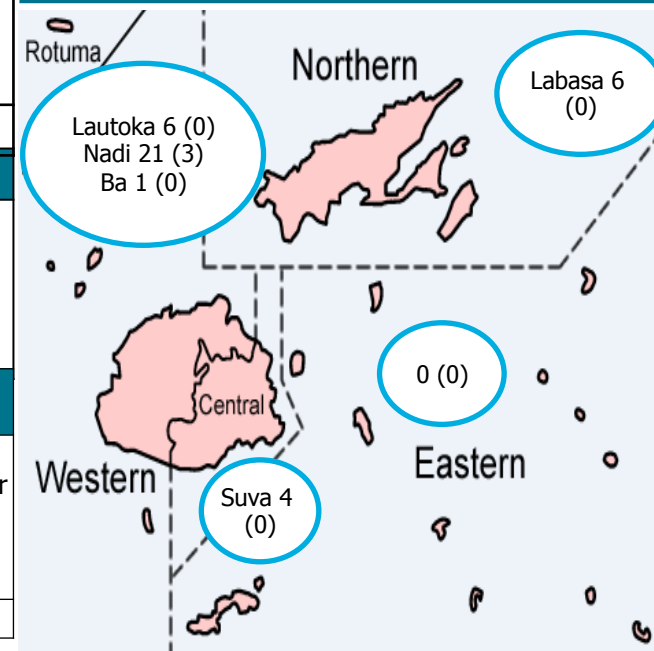 Rotuma
Northern
Labasa 6
(0)
Lautoka 6 (0)
Nadi 21 (3)
Ba 1 (0)
0 (0)
Central
r
Western
Eastern
Suva 4
(0)